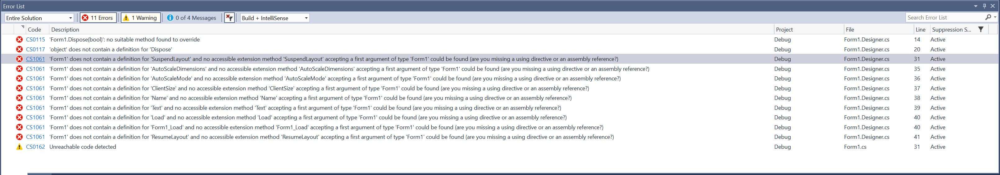 Error List
Entire Solution 11 Errors 1 Warning 0 of 4 Messages Build + IntelliSense Search Error List
Code Description Project File Line Suppression S...
CS0115 'Form1.Dispose(bool)': no suitable method found to override Debug Form1.Designer.cs 14 Active
CS0117 'object' does not contain a definition for 'Dispose' Debug Form1.Designer.cs 20 Active
CS1061 'Form1' does not contain a definition for 'SuspendLayout' and no accessible extension method 'SuspendLayout' accepting a first argument of type 'Form1' could be found (are you missing a using directive or an assembly reference?) Debug Form1.Designer.cs 31 Active
CS1061 'Form1' does not contain a definition for 'AutoScaleDimensions' and no accessible extension method 'AutoScaleDimensions' accepting a first argument of type 'Form1' could be found (are you missing a using directive or an assembly reference?) Debug Form1.Designer.cs 35 Active
CS1061 'Form1' does not contain a definition for 'AutoScaleMode' and no accessible extension method 'AutoScaleMode' accepting a first argument of type 'Form1' could be found (are you missing a using directive or an assembly reference?) Debug Form1.Designer.cs 36 Active
CS1061 'Form1' does not contain a definition for 'ClientSize' and no accessible extension method 'ClientSize' accepting a first argument of type 'Form1' could be found (are you missing a using directive or an assembly reference?) Debug Form1.Designer.cs 37 Active
CS1061 'Form1' does not contain a definition for 'Name' and no accessible extension method 'Name' accepting a first argument of type 'Form1' could be found (are you missing a using directive or an assembly reference?) Debug Form1.Designer.cs 38 Active
CS1061 'Form1' does not contain a definition for 'Text' and no accessible extension method 'Text' accepting a first argument of type 'Form1' could be found (are you missing a using directive or an assembly reference?) Debug Form1.Designer.cs 39 Active
CS1061 'Form1' does not contain a definition for 'Load' and no accessible extension method 'Load' accepting a first argument of type 'Form1' could be found (are you missing a using directive or an assembly reference?) Debug Form1.Designer.cs 40 Active
CS1061 'Form1' does not contain a definition for 'Form1_Load' and no accessible extension method 'Form1_Load' accepting a first argument of type 'Form1' could be found (are you missing a using directive or an assembly reference?) Debug Form1.Designer.cs 40 Active
CS1061 'Form1' does not contain a definition for 'ResumeLayout' and no accessible extension method 'ResumeLayout' accepting a first argument of type 'Form1' could be found (are you missing a using directive or an assembly reference?) Debug Form1.Designer.cs 41 Active
CS0162 Unreachable code detected Debug Form1.cs 31 Active